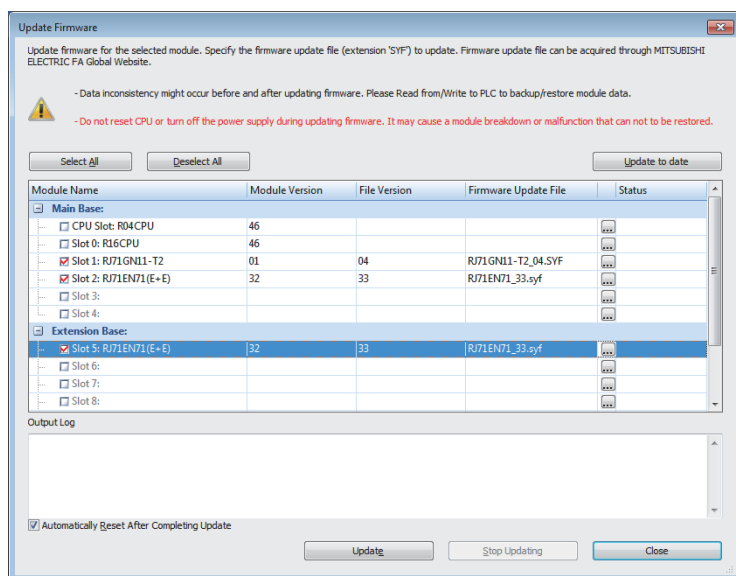 Update Firmware
Update firmware for the selected module. Specify the firmware update file (extension 'SYF') to update. Firmware update file can be acquired through MITSUBISHI
ELECTRIC FA Global Website.
- Data inconsistency might occur before and after updating firmware. Please Read from/Write to PLC to backup/restore module data.
- Do not reset CPU or turn off the power supply during updating firmware. It may cause a module breakdown or malfunction that can not to be restored.
Select All Deselect All Update to date
Module Name Module Version File Version Firmware Update File Status
Main Base:
CPU Slot: R04CPU 46 ...
Slot 0: R16CPU 46 ...
Slot 1: RJ71GN11-T2 01 04 RJ71GN11-T2_04.SYF ...
Slot 2: RJ71EN71(E+E) 32 33 RJ71EN71_33.syf ...
Slot 3: ...
Slot 4: ...
Extension Base:
Slot 5: RJ71EN71(E+E) 32 33 RJ71EN71_33.syf ...
Slot 6: ...
Slot 7: ...
Slot 8: ...
Output Log
Automatically Reset After Completing Update
Update Stop Updating Close